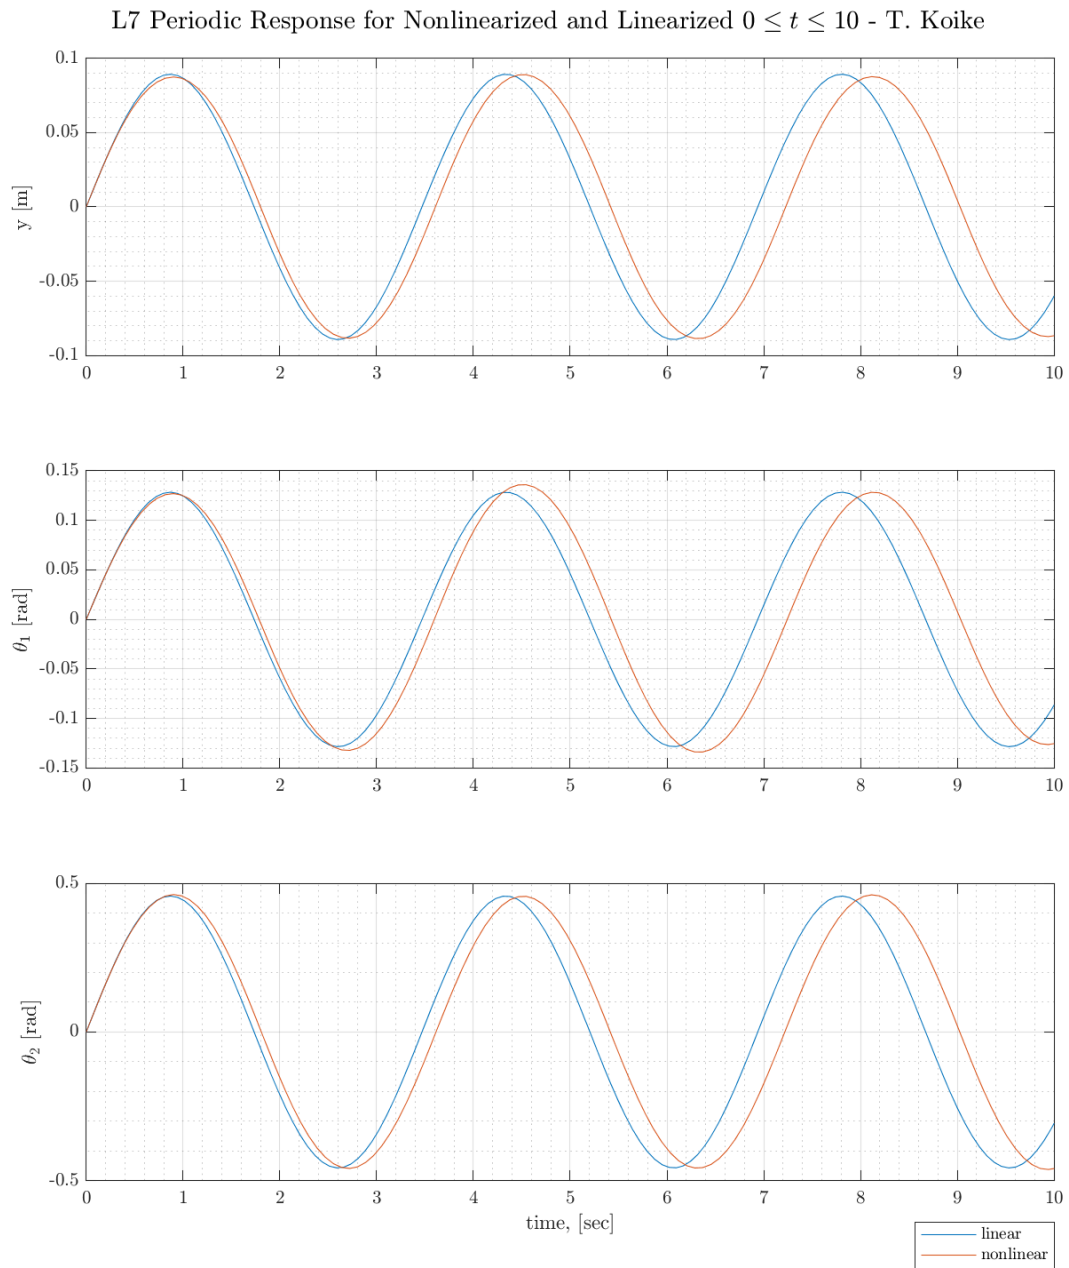 L7 Periodic Response for Nonlinearized and Linearized 0 ≤ t ≤ 10 - T. Koike
0.1
0.05
0
-0.05
-0.1
y [m]
0 1 2 3 4 5 6 7 8 9 10
0.15
0.1
0.05
0
-0.05
-0.1
-0.15
θ₁ [rad]
0 1 2 3 4 5 6 7 8 9 10
0.5
0
-0.5
θ₂ [rad]
0 1 2 3 4 5 6 7 8 9 10
time, [sec]
linear
nonlinear